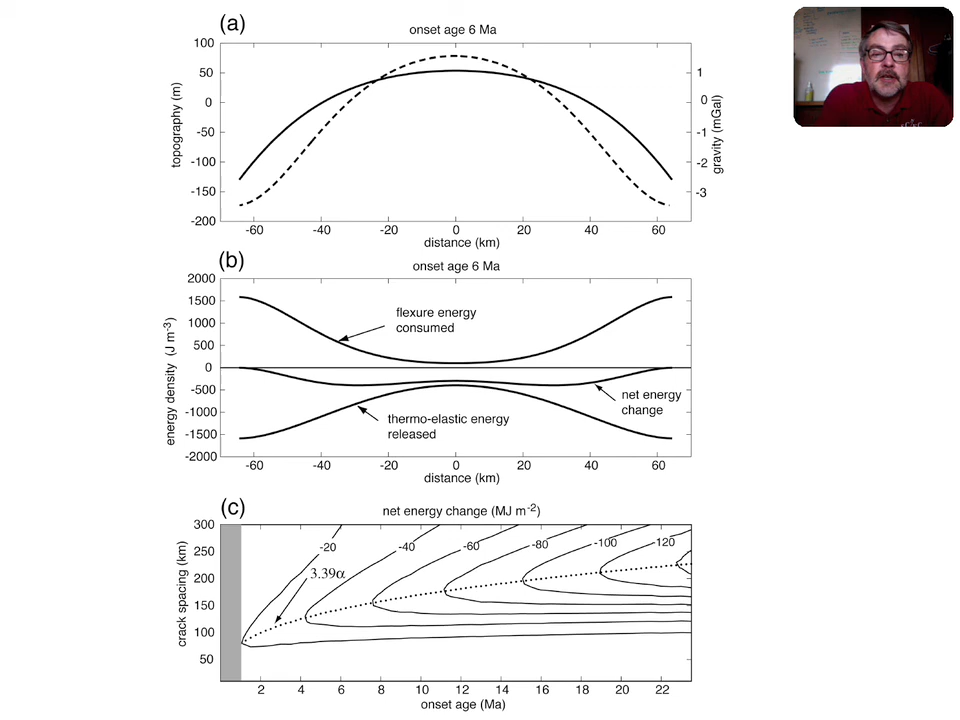 (a)
onset age 6 Ma
100
50
0
-50
-100
-150
-200
topography (m)
1
0
-1
-2
-3
gravity (mGal)
-60 -40 -20 0 20 40 60
distance (km)
(b)
onset age 6 Ma
2000
1500
1000
500
0
-500
-1000
-1500
-2000
energy density (J m-3)
flexure energy
consumed
net energy
change
thermo-elastic energy
released
-60 -40 -20 0 20 40 60
distance (km)
(c)
net energy change (MJ m-2)
300
250
200
150
100
50
crack spacing (km)
-20 -40 -60 -80 -100 -120
3.39α
2 4 6 8 10 12 14 16 18 20 22
onset age (Ma)